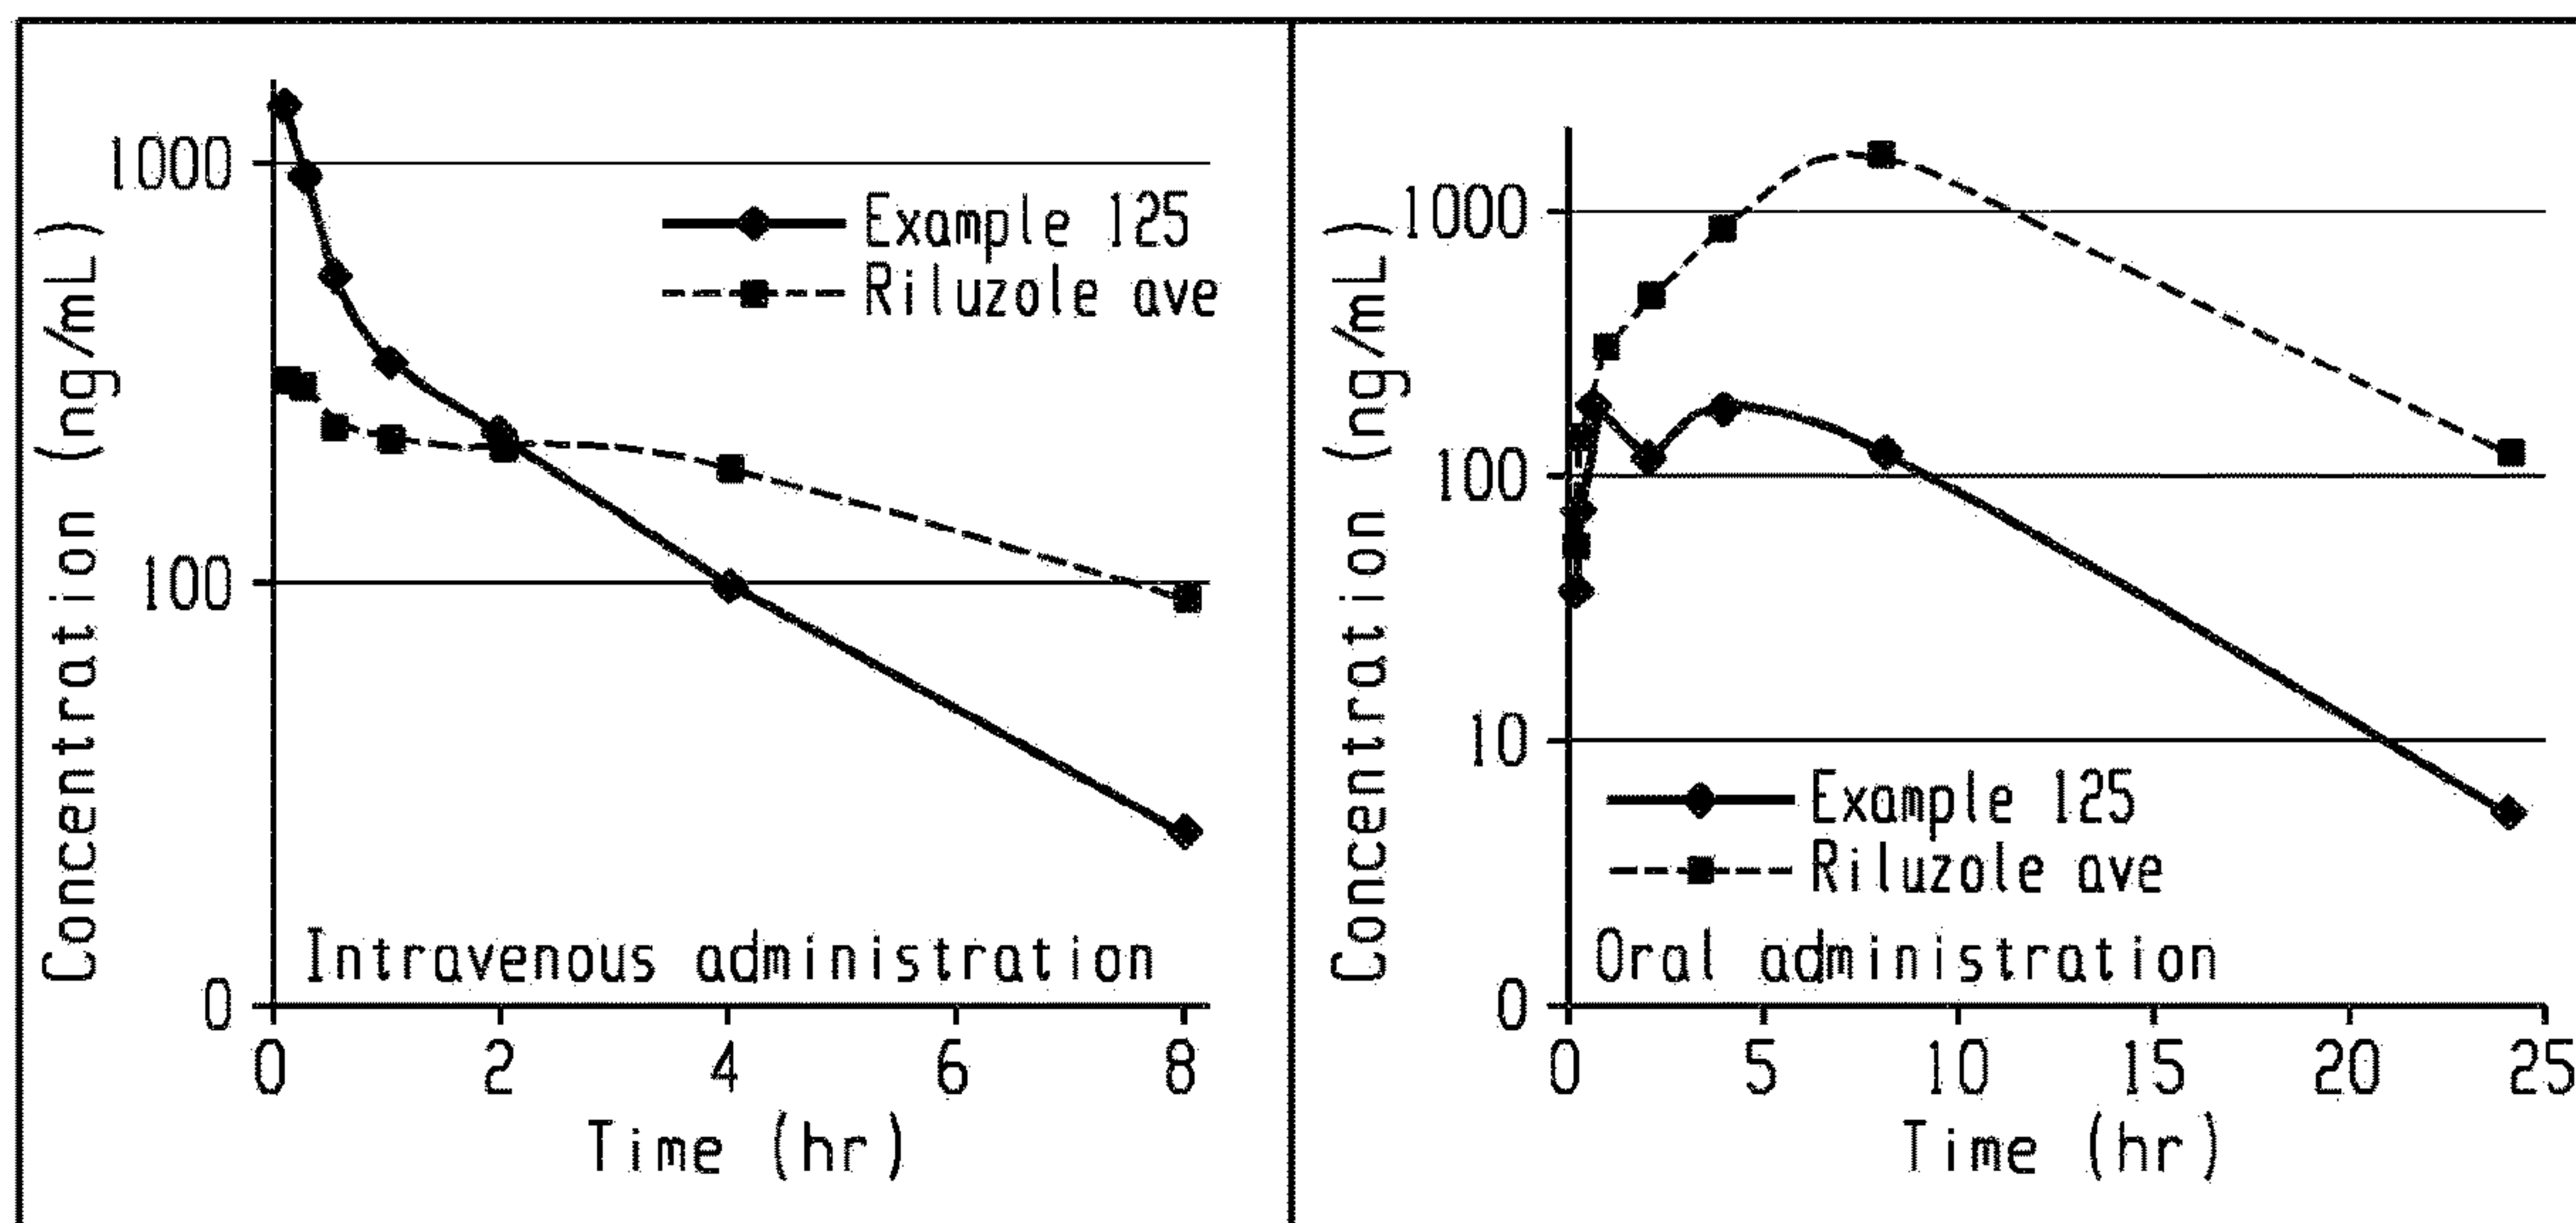 Concentration (ng/mL)
1000
100
0
Example 125
Riluzole ave
Intravenous administration
0 2 4 6 8
Time (hr)
Concentration (ng/mL)
1000
100
10
0
Example 125
Riluzole ave
Oral administration
0 5 10 15 20 25
Time (hr)